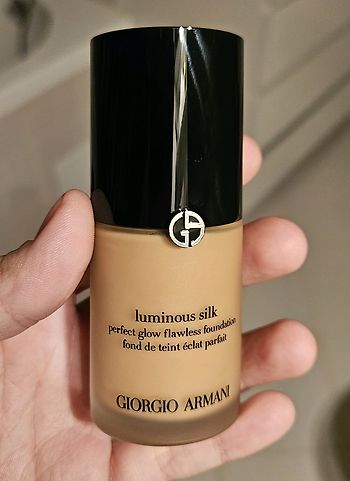 luminous silk
perfect glow flawless foundation
fond de teint éclat parfait
GIORGIO ARMANI